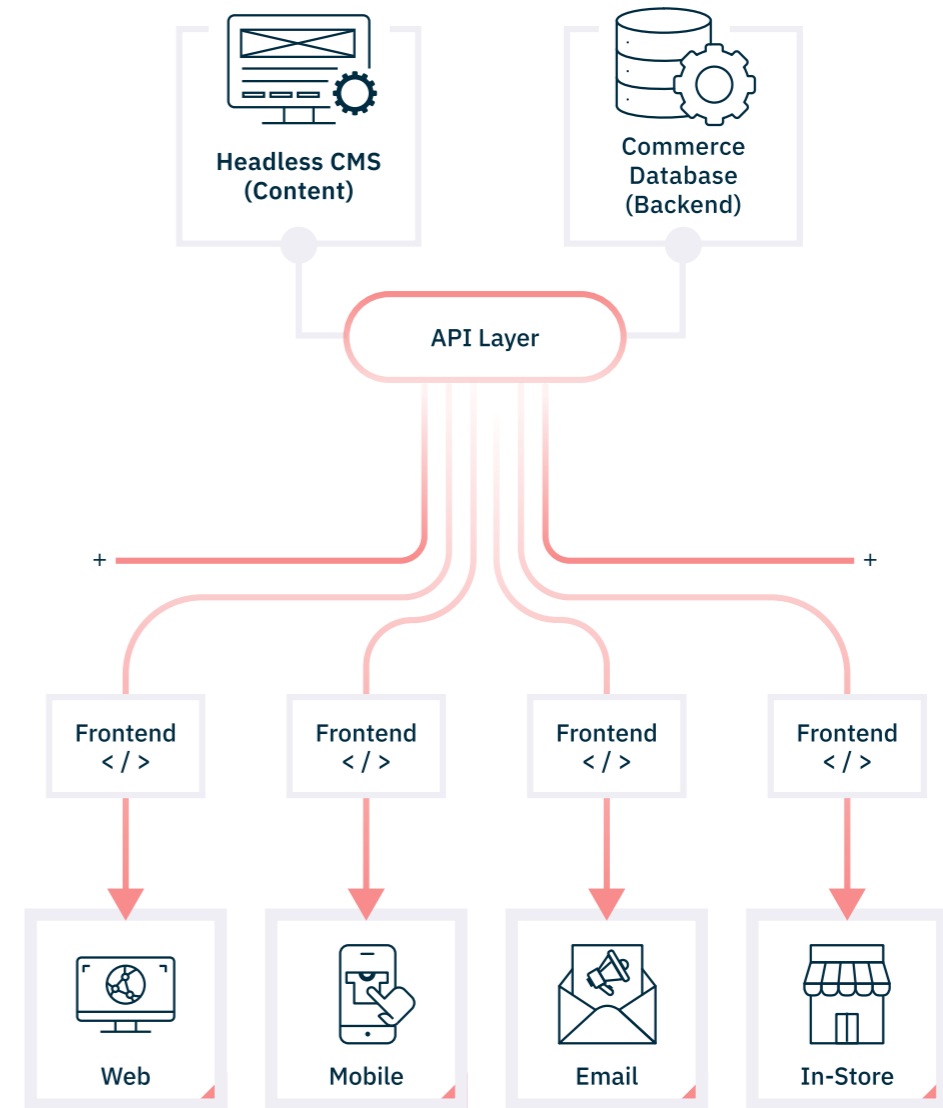 Headless CMS
(Content)
Commerce
Database
(Backend)
API Layer
+
+
Frontend
< / >
Frontend
< / >
Frontend
< / >
Frontend
< / >
Web
Mobile
Email
In-Store